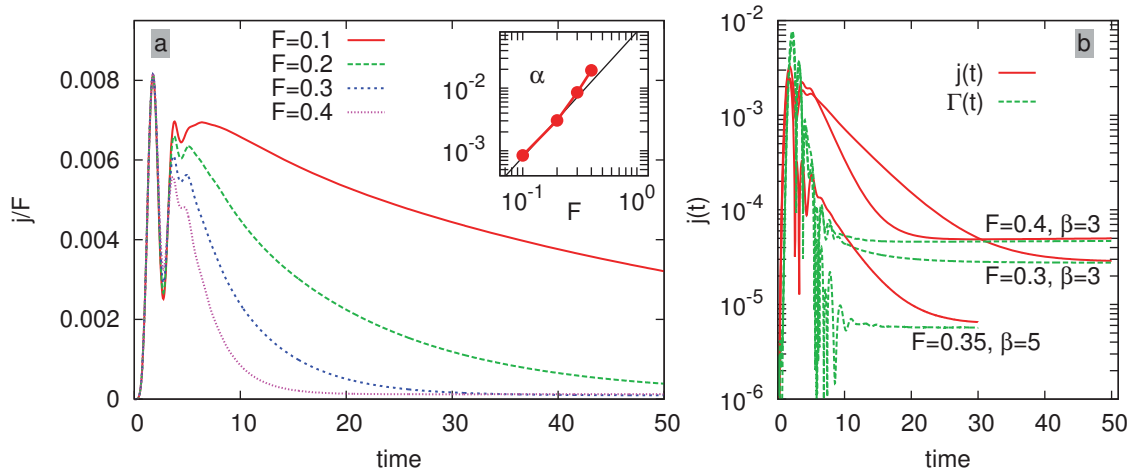 a
F=0.1
F=0.2
F=0.3
F=0.4
j/F
0.008
0.006
0.004
0.002
0
0 10 20 30 40 50
time
α
10⁻²
10⁻³
10⁻¹ 10⁰
F
b
j(t)
Γ(t)
j(t)
10⁻²
10⁻³
10⁻⁴
10⁻⁵
10⁻⁶
F=0.4, β=3
F=0.3, β=3
F=0.35, β=5
0 10 20 30 40 50
time